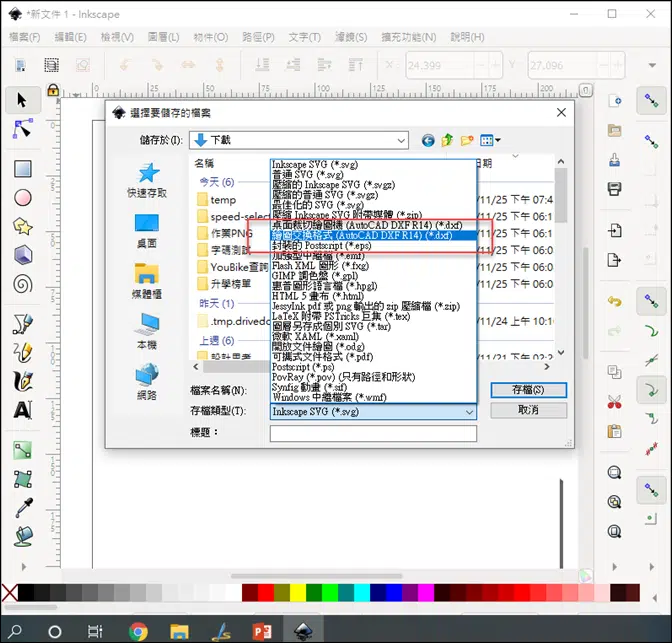 *新文件 1 - Inkscape
檔案(F) 編輯(E) 檢視(V) 圖層(L) 物件(O) 路徑(P) 文字(T) 濾鏡(S) 擴充功能(N) 說明(H)
X: 24.399 Y: 27.096
0 25 50 75 100 125 150 175 200
選擇要儲存的檔案
儲存於(I): 下載
快速存取
桌面
媒體櫃
本機
網路
名稱
日期
今天 (6)
temp
speed-selec
作業PNG
字碼測試
YouBike查詢
升學榜單
昨天 (1)
.tmp.drivedo
上週 (6)
設計思考
/11/25 下午 07:4
/11/25 下午 06:1
/11/25 下午 06:1
/11/25 下午 06:1
/11/25 下午 06:1
/11/25 下午 06:1
/11/24 上午 10:1
Inkscape SVG (*.svg)
普通 SVG (*.svg)
壓縮的 Inkscape SVG (*.svgz)
壓縮的普通 SVG (*.svgz)
最佳化的 SVG (*.svg)
壓縮 Inkscape SVG 附帶媒體 (*.zip)
桌面裁切繪圖機 (AutoCAD DXF R14) (*.dxf)
繪圖交換格式 (AutoCAD DXF R14) (*.dxf)
封裝的 Postscript (*.eps)
加強型中繼檔 (*.emf)
Flash XML 圖形 (*.fxg)
GIMP 調色盤 (*.gpl)
惠普圖形語言檔 (*.hpgl)
HTML 5 畫布 (*.html)
JessyInk pdf 或 png 輸出的 zip 壓縮檔 (*.zip)
LaTeX 附帶 PSTricks 巨集 (*.tex)
圖層另存成個別 SVG (*.tar)
微軟 XAML (*.xaml)
開放文件繪圖 (*.odg)
可攜式文件格式 (*.pdf)
Postscript (*.ps)
PovRay (*.pov) (只有路徑和形狀)
Synfig 動畫 (*.sif)
Windows 中繼檔案 (*.wmf)
檔案名稱(N):
存檔(S)
存檔類型(T): Inkscape SVG (*.svg)
取消
標題：